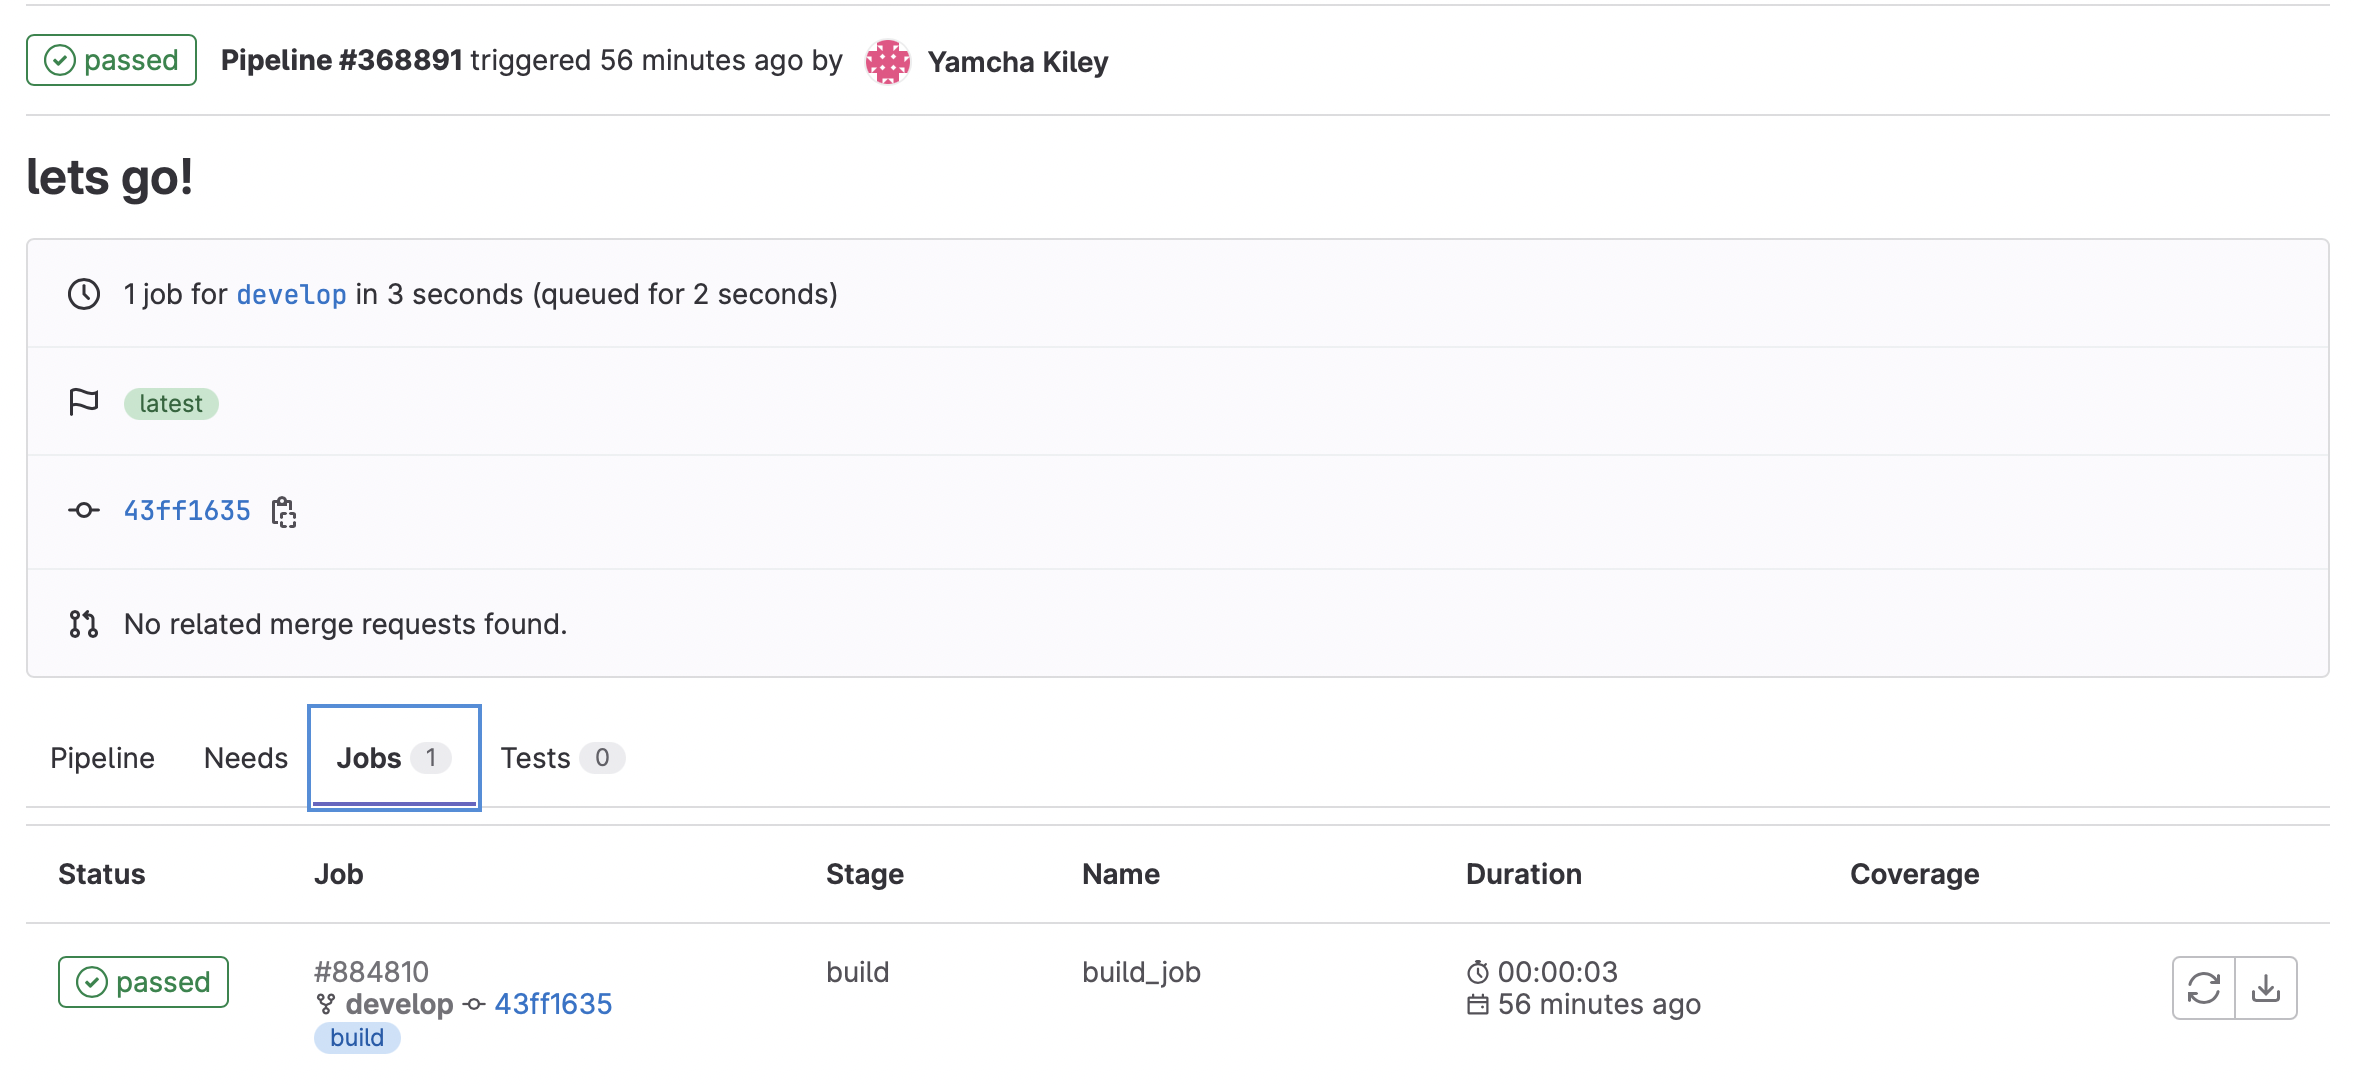 passed Pipeline #368891 triggered 56 minutes ago by Yamcha Kiley
lets go!
1 job for develop in 3 seconds (queued for 2 seconds)
latest
43ff1635
No related merge requests found.
Pipeline Needs Jobs 1 Tests 0
Status Job Stage Name Duration Coverage
passed #884810 build build_job 00:00:03
develop 43ff1635 56 minutes ago
build